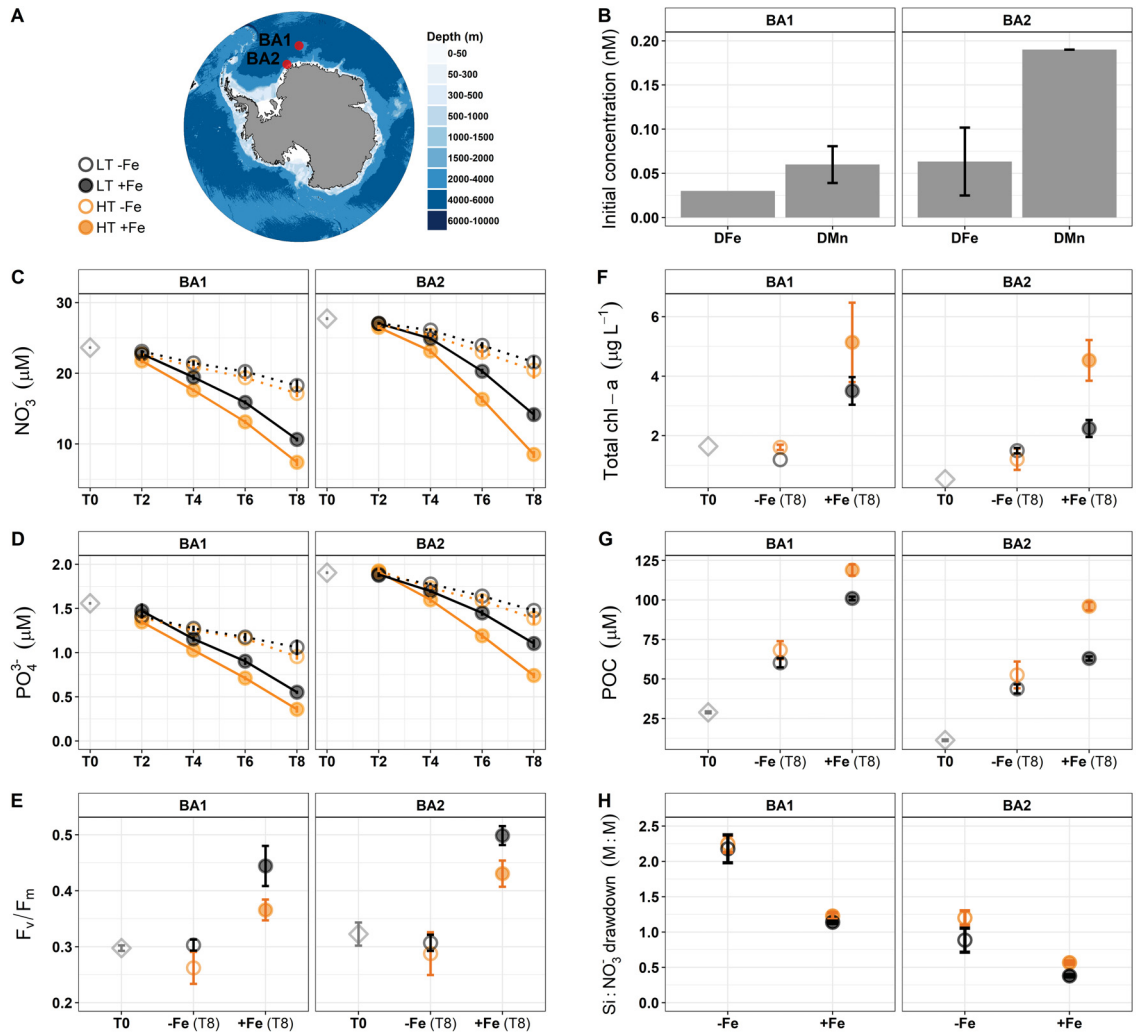 A
BA1
BA2
Depth (m)
0-50
50-300
300-500
500-1000
1000-1500
1500-2000
2000-4000
4000-6000
6000-10000
LT -Fe
LT +Fe
HT -Fe
HT +Fe
B
BA1 BA2
Initial concentration (nM)
0.20
0.15
0.10
0.05
0.00
DFe DMn DFe DMn
C
BA1 BA2
NO₃⁻ (μM)
30
20
10
T0 T2 T4 T6 T8 T0 T2 T4 T6 T8
F
BA1 BA2
Total chl – a (μg L⁻¹)
6
4
2
T0 -Fe (T8) +Fe (T8) T0 -Fe (T8) +Fe (T8)
D
BA1 BA2
PO₄³⁻ (μM)
2.0
1.5
1.0
0.5
0.0
T0 T2 T4 T6 T8 T0 T2 T4 T6 T8
G
BA1 BA2
POC (μM)
125
100
75
50
25
T0 -Fe (T8) +Fe (T8) T0 -Fe (T8) +Fe (T8)
E
BA1 BA2
Fᵥ/Fₘ
0.5
0.4
0.3
0.2
T0 -Fe (T8) +Fe (T8) T0 -Fe (T8) +Fe (T8)
H
BA1 BA2
Si : NO₃⁻ drawdown (M : M)
2.5
2.0
1.5
1.0
0.5
0.0
-Fe +Fe -Fe +Fe